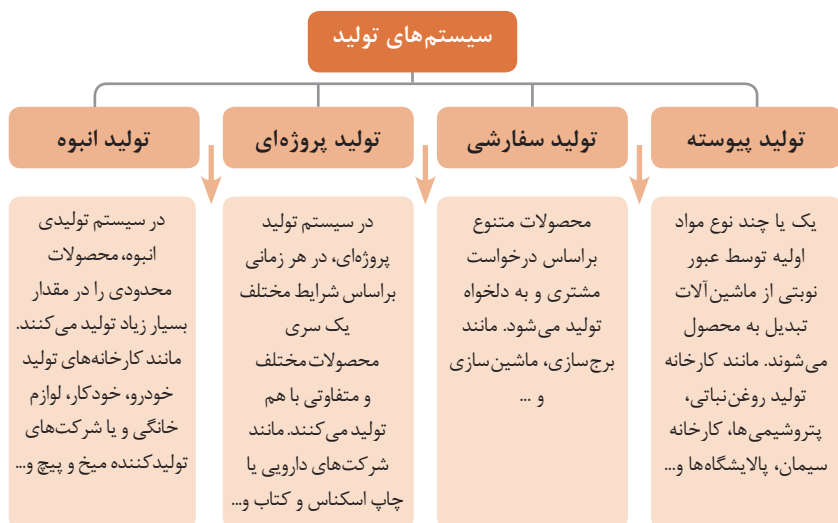 سیستم‌های تولید
تولید پیوسته
یک یا چند نوع مواد
اولیه توسط عبور
نوبتی از ماشین‌آلات
تبدیل به محصول
می‌شوند. مانند کارخانه
تولید روغن‌نباتی،
پتروشیمی‌ها، کارخانه
سیمان، پالایشگاه‌ها و...
تولید سفارشی
محصولات متنوع
براساس درخواست
مشتری و به دلخواه
تولید می‌شود. مانند
برج‌سازی، ماشین‌سازی
و ...
تولید پروژه‌ای
در سیستم تولید
پروژه‌ای، در هر زمانی
براساس شرایط مختلف
یک سری
محصولات مختلف
و متفاوتی با هم
تولید می‌کنند. مانند
شرکت‌های دارویی یا
چاپ اسکناس و کتاب و...
تولید انبوه
در سیستم تولیدی
انبوه، محصولات
محدودی را در مقدار
بسیار زیاد تولید می‌کنند.
مانند کارخانه‌های تولید
خودرو، خودکار، لوازم
خانگی و یا شرکت‌های
تولیدکننده میخ و پیچ و...